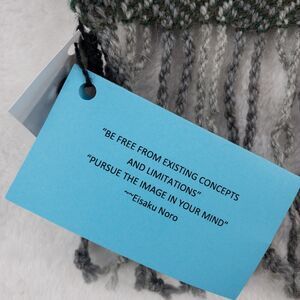 “BE FREE FROM EXISTING CONCEPTS
AND LIMITATIONS”
“PURSUE THE IMAGE IN YOUR MIND”
~~Eisaku Noro